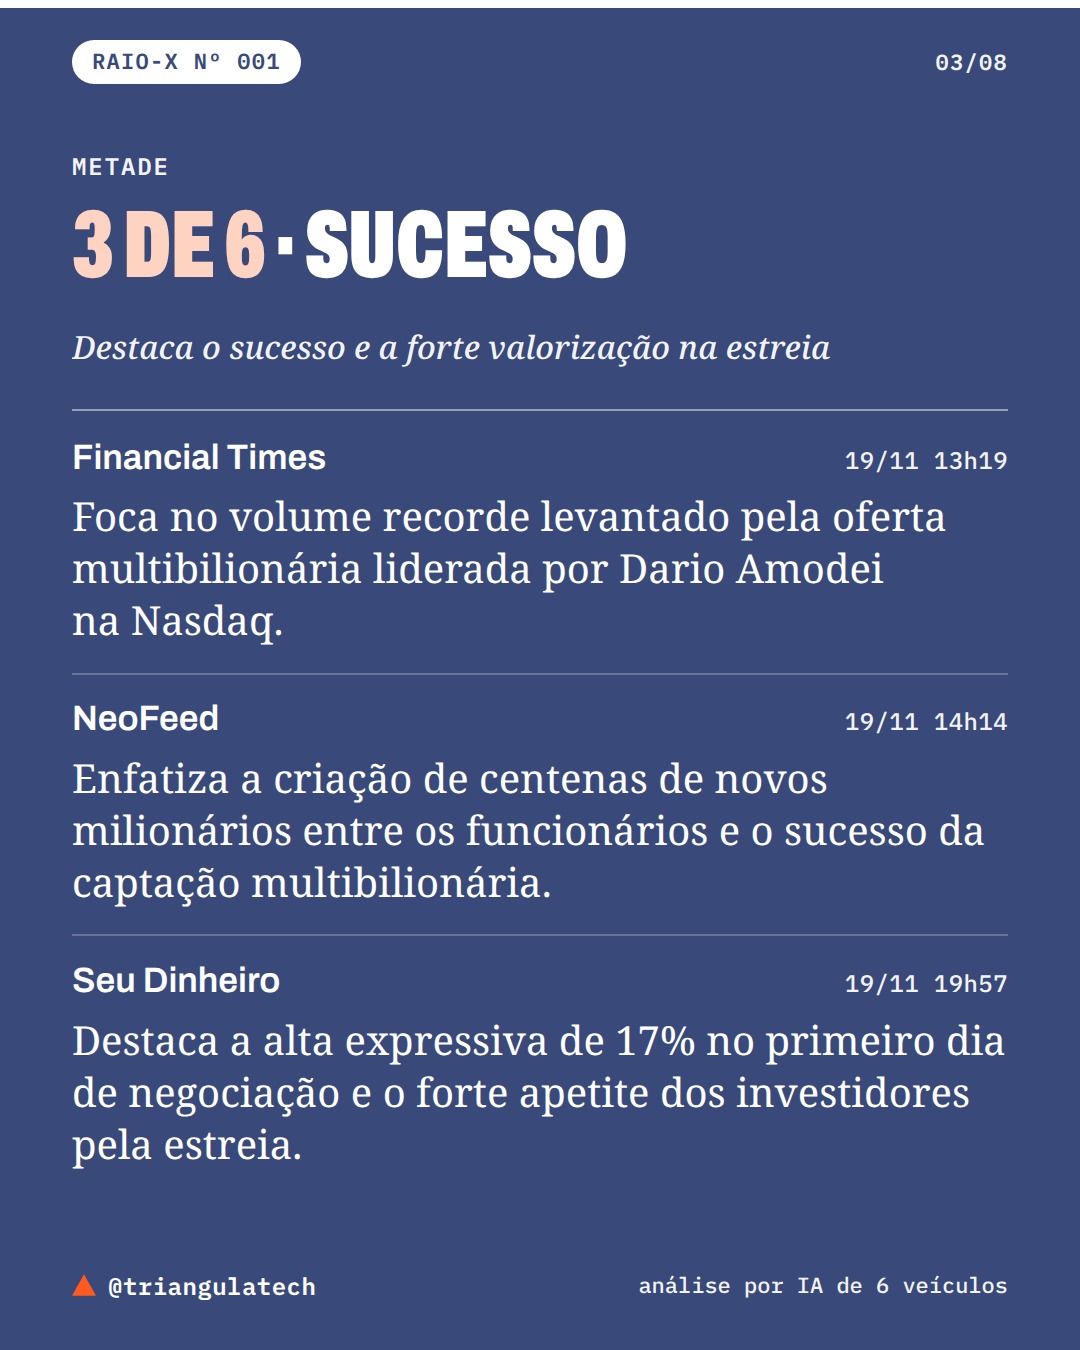 RAIO-X Nº 001
03/08
METADE
3 DE 6 · SUCESSO
Destaca o sucesso e a forte valorização na estreia
Financial Times
19/11 13h19
Foca no volume recorde levantado pela oferta
multibilionária liderada por Dario Amodei
na Nasdaq.
NeoFeed
19/11 14h14
Enfatiza a criação de centenas de novos
milionários entre os funcionários e o sucesso da
captação multibilionária.
Seu Dinheiro
19/11 19h57
Destaca a alta expressiva de 17% no primeiro dia
de negociação e o forte apetite dos investidores
pela estreia.
@triangulatech
análise por IA de 6 veículos